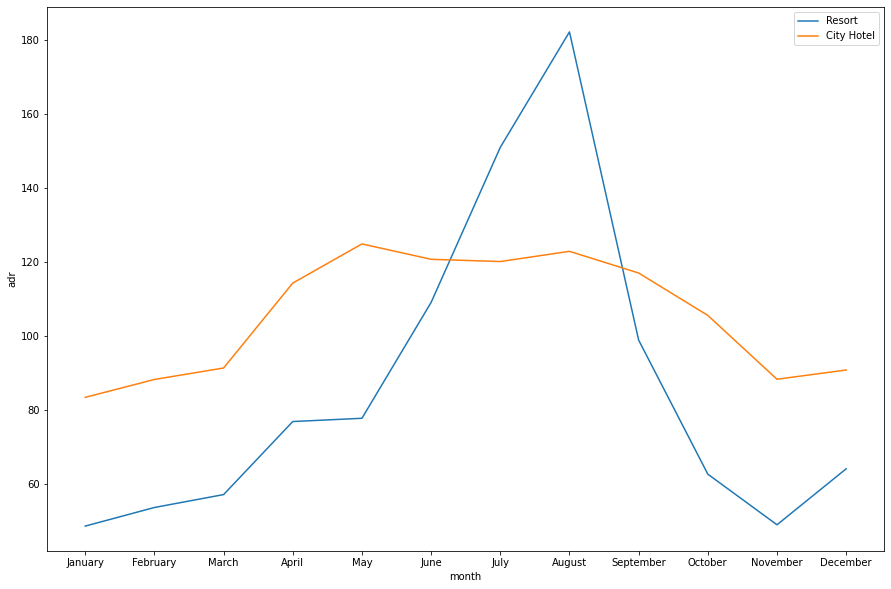 Resort
City Hotel
180
160
140
120
100
80
60
adr
January February March April May June July August September October November December
month